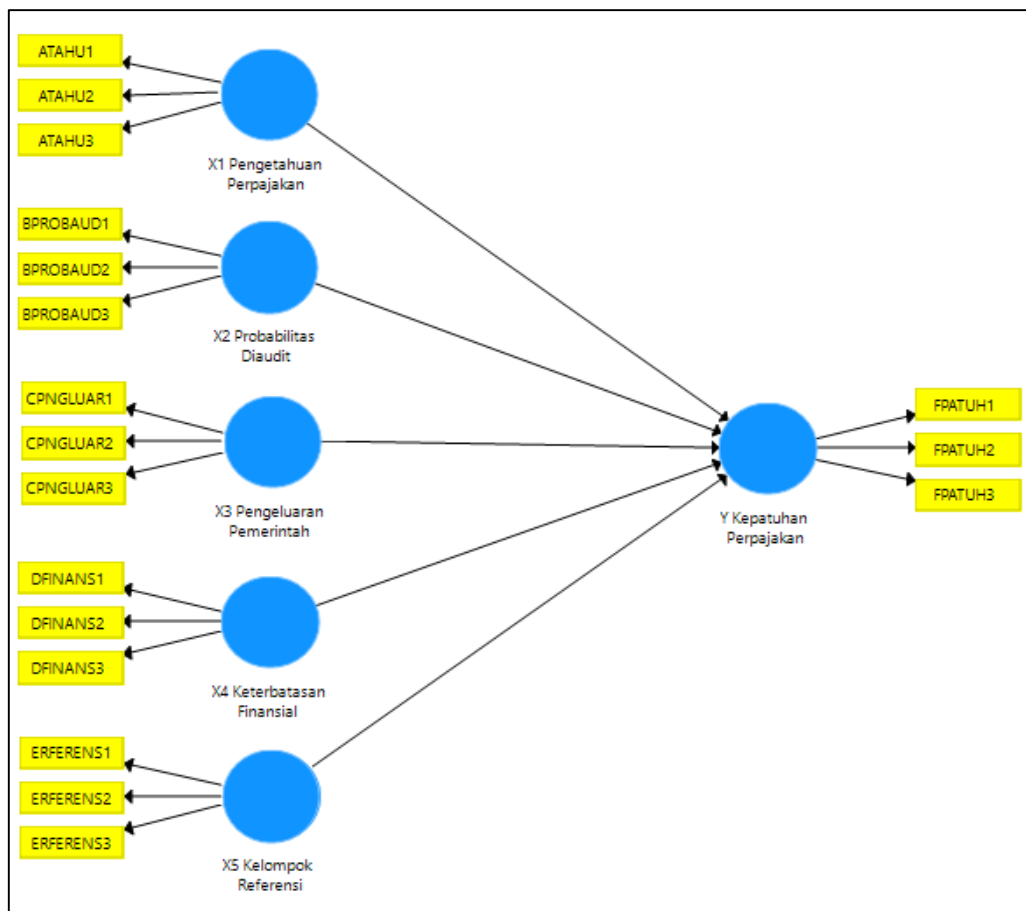 ATAHU1
ATAHU2
ATAHU3
X1 Pengetahuan
Perpajakan
BPROBAUD1
BPROBAUD2
BPROBAUD3
X2 Probabilitas
Diaudit
CPNGLUAR1
CPNGLUAR2
CPNGLUAR3
X3 Pengeluaran
Pemerintah
DFINANS1
DFINANS2
DFINANS3
X4 Keterbatasan
Finansial
ERFERENS1
ERFERENS2
ERFERENS3
X5 Kelompok
Referensi
Y Kepatuhan
Perpajakan
FPATUH1
FPATUH2
FPATUH3